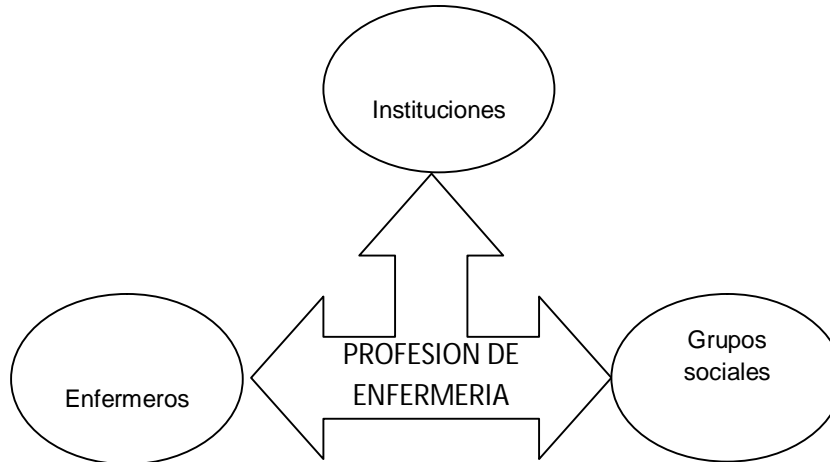 Instituciones
Enfermeros
PROFESION DE
ENFERMERIA
Grupos
sociales